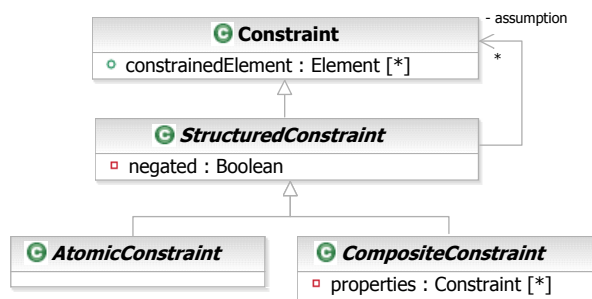 - assumption
Constraint
constrainedElement : Element [*]
*
StructuredConstraint
negated : Boolean
AtomicConstraint
CompositeConstraint
properties : Constraint [*]